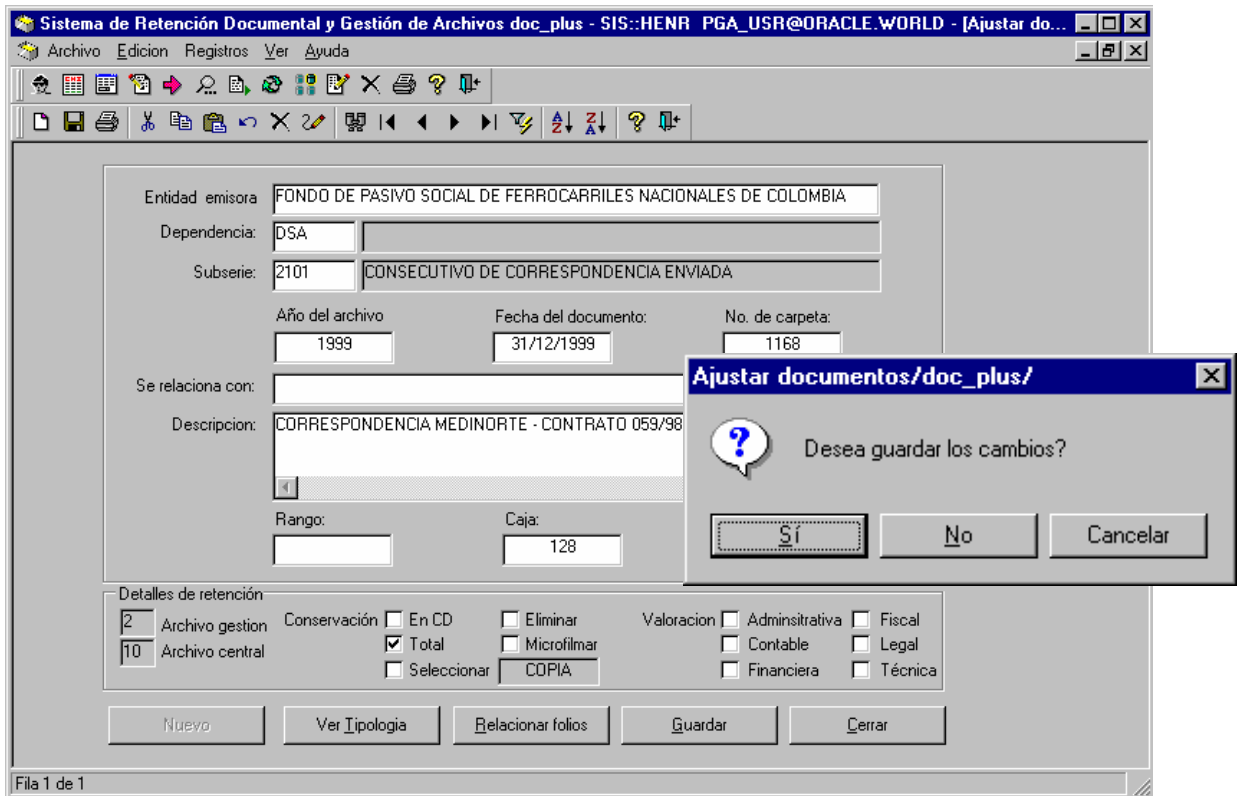 Sistema de Retención Documental y Gestión de Archivos doc_plus - SIS::HENR PGA_USR@ORACLE.WORLD - [Ajustar do...
Archivo Edicion Registros Ver Ayuda
Entidad emisora FONDO DE PASIVO SOCIAL DE FERROCARRILES NACIONALES DE COLOMBIA
Dependencia: DSA
Subserie: 2101 CONSECUTIVO DE CORRESPONDENCIA ENVIADA
Año del archivo Fecha del documento: No. de carpeta:
1999 31/12/1999 1168
Se relaciona con:
Descripcion: CORRESPONDENCIA MEDINORTE - CONTRATO 059/98
Rango: Caja:
128
Ajustar documentos/doc_plus/
Desea guardar los cambios?
Sí No Cancelar
Detalles de retención
2 Archivo gestion Conservación En CD Eliminar Valoracion Adminsitrativa Fiscal
10 Archivo central Total Microfilmar Contable Legal
Seleccionar COPIA Financiera Técnica
Nuevo Ver Tipologia Relacionar folios Guardar Cerrar
Fila 1 de 1